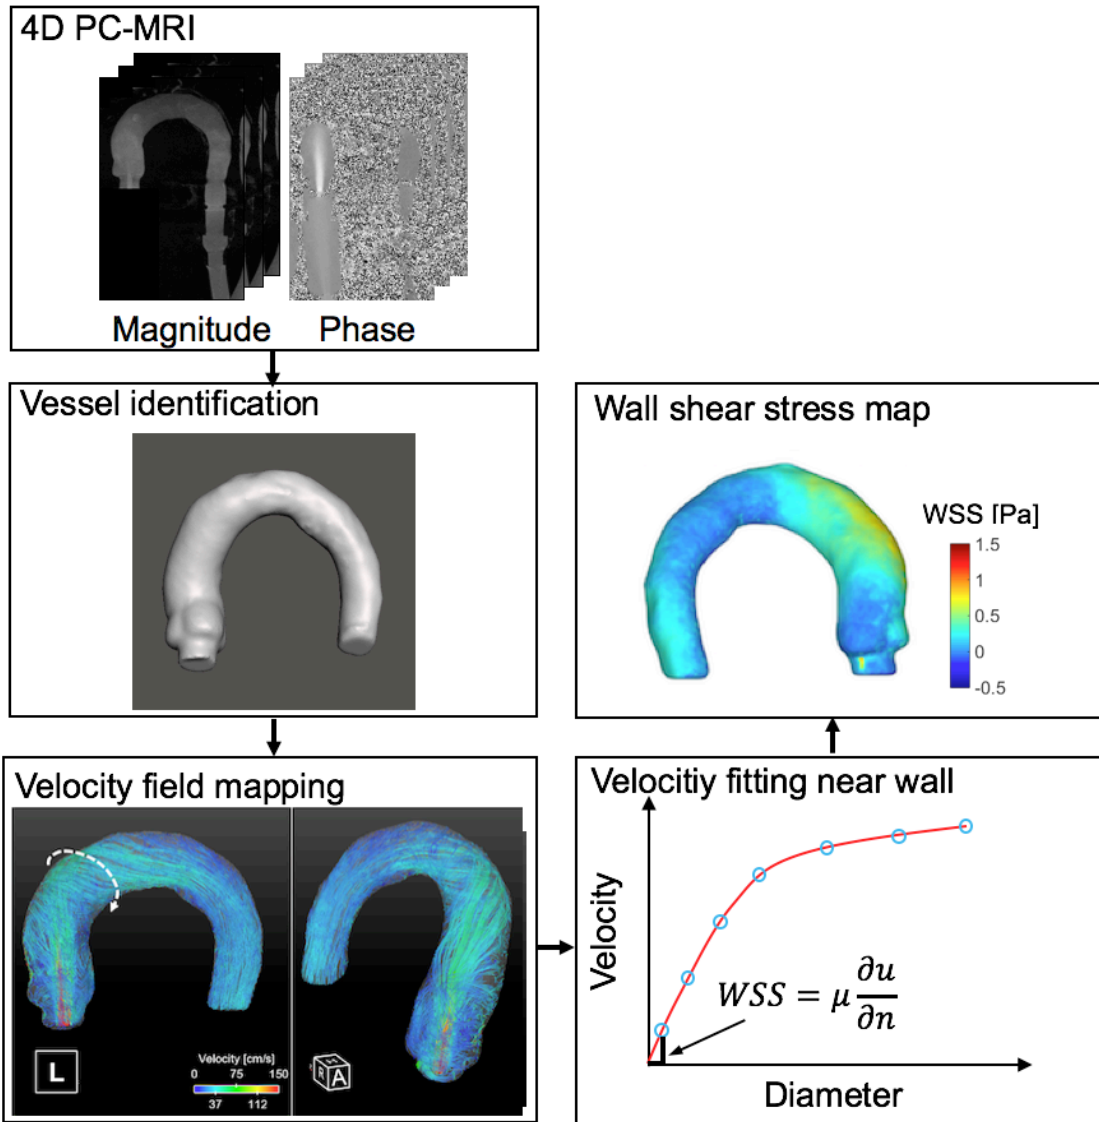 4D PC-MRI
Magnitude Phase
Vessel identification
Wall shear stress map
WSS [Pa]
1.5
1
0.5
0
-0.5
Velocity field mapping
L
Velocity [cm/s]
0 75 150
37 112
A
R
H
Velocitiy fitting near wall
Velocity
WSS = μ ∂u/∂n
Diameter